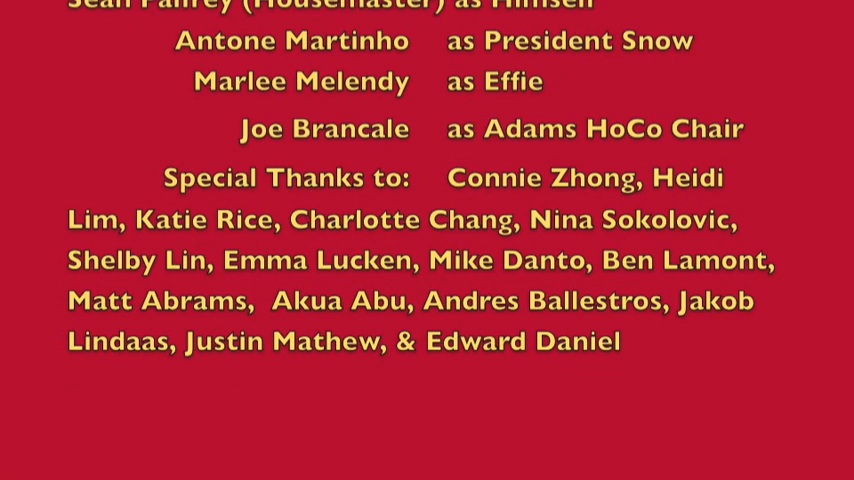 Sean Palfrey (Housemaster) as Himself
Antone Martinho as President Snow
Marlee Melendy as Effie
Joe Brancale as Adams HoCo Chair
Special Thanks to: Connie Zhong, Heidi
Lim, Katie Rice, Charlotte Chang, Nina Sokolovic,
Shelby Lin, Emma Lucken, Mike Danto, Ben Lamont,
Matt Abrams, Akua Abu, Andres Ballestros, Jakob
Lindaas, Justin Mathew, & Edward Daniel